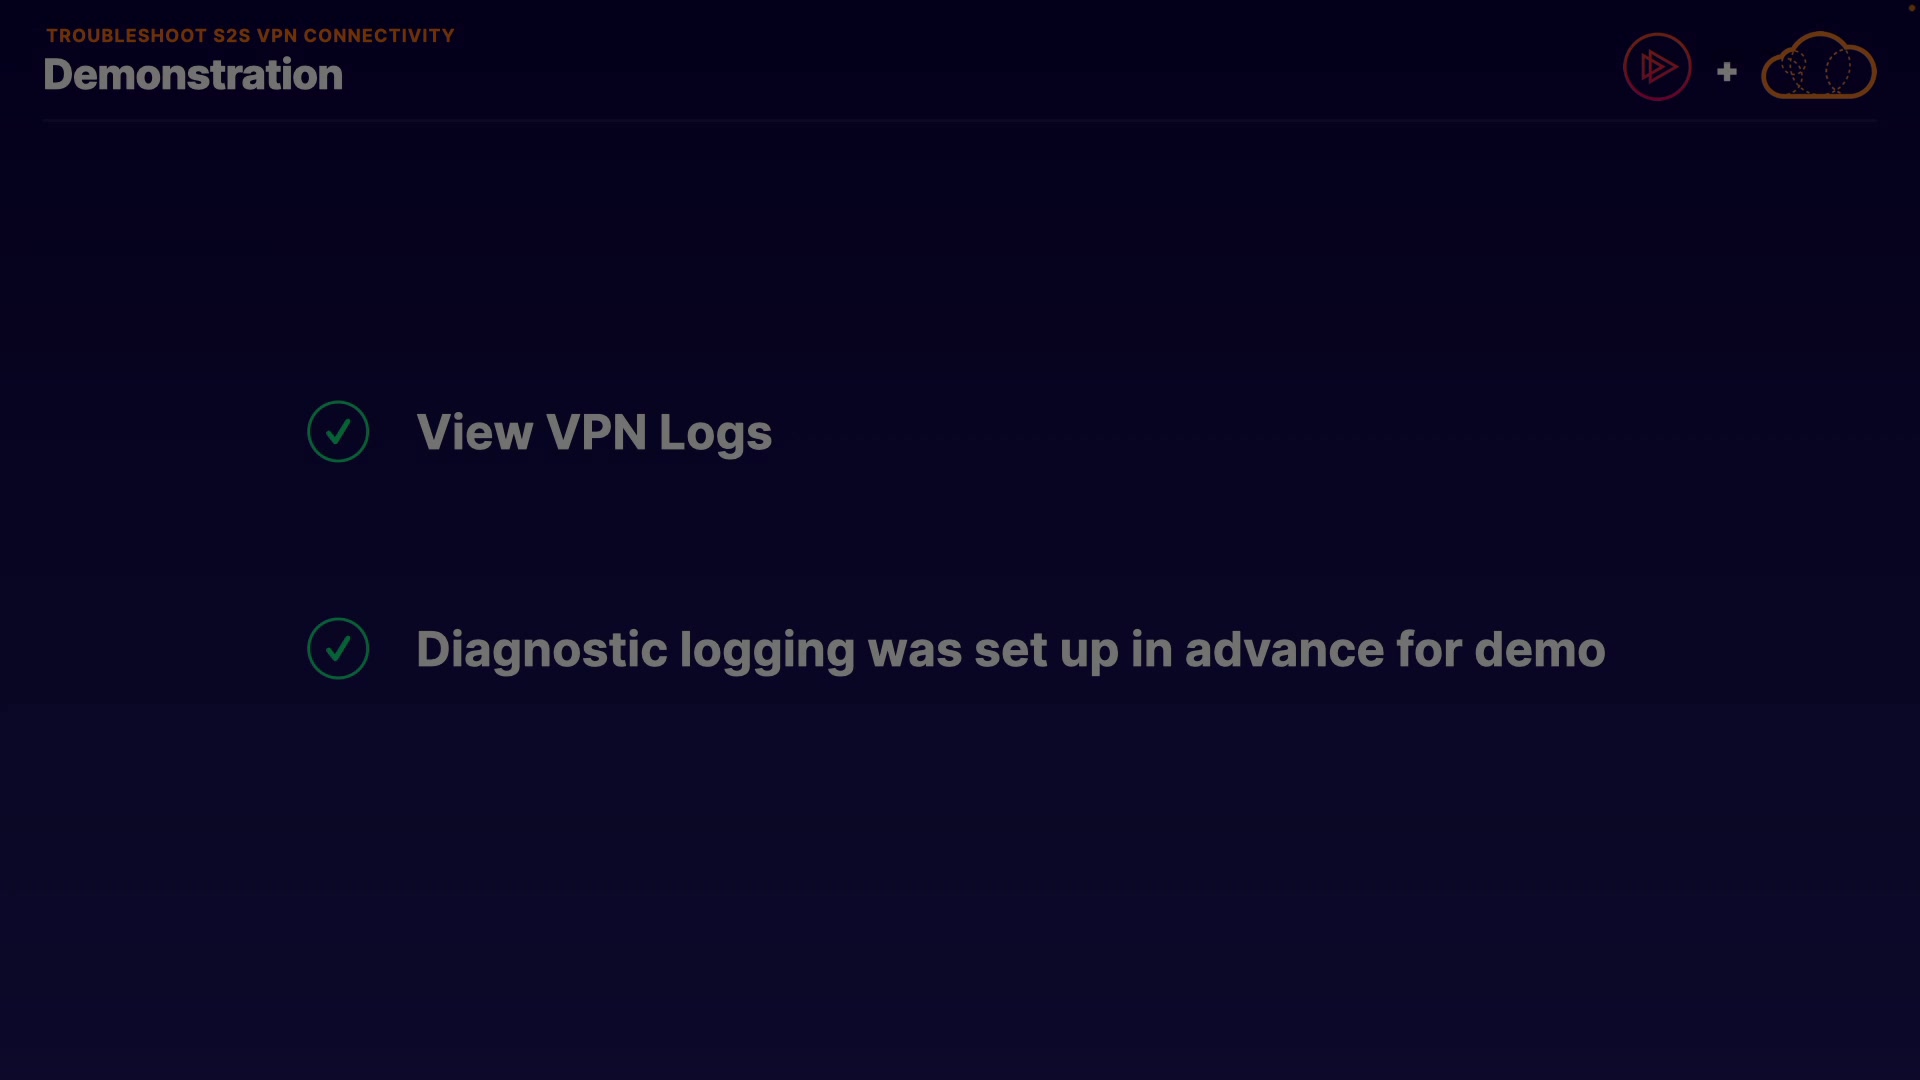 TROUBLESHOOT S2S VPN CONNECTIVITY
Demonstration
+
View VPN Logs
Diagnostic logging was set up in advance for demo